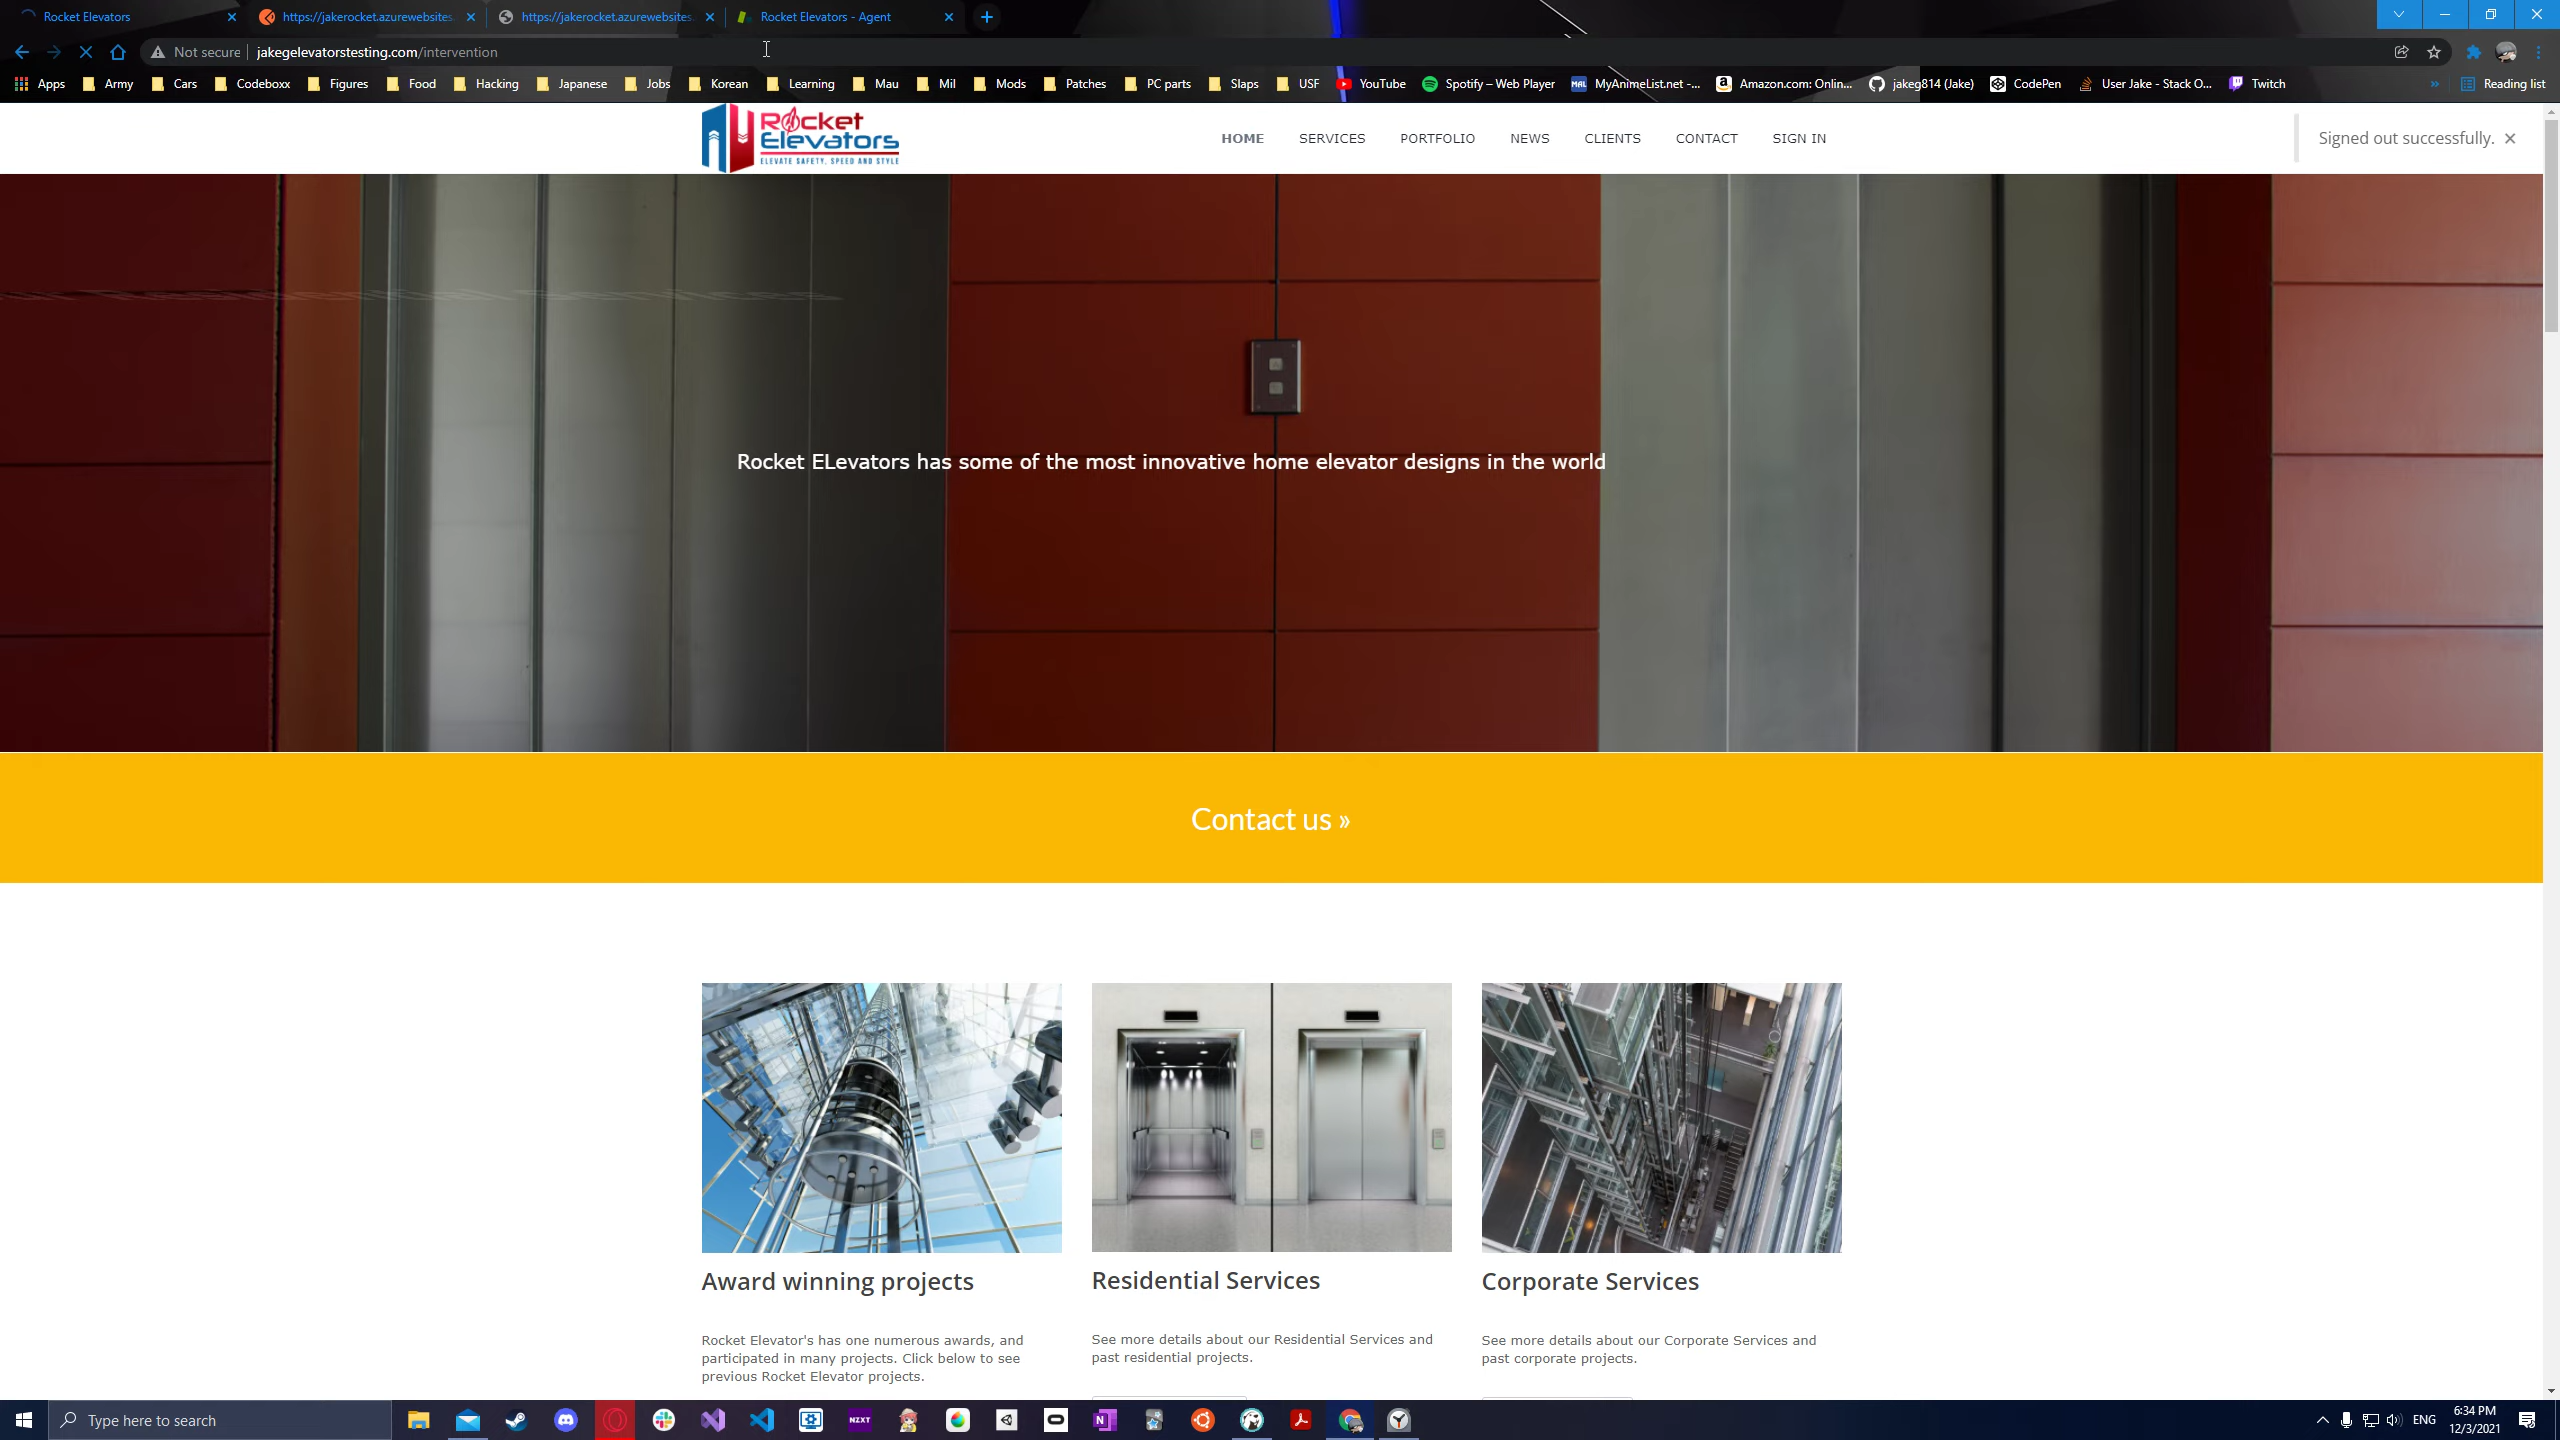 Rocket Elevators
https://jakerocket.azurewebsites.
https://jakerocket.azurewebsites.
Rocket Elevators - Agent
Not secure
jakegelevatorstesting.com/intervention
Apps
Army
Cars
Codeboxx
Figures
Food
Hacking
Japanese
Jobs
Korean
Learning
Mau
Mil
Mods
Patches
PC parts
Slaps
USF
YouTube
Spotify – Web Player
MAL
MyAnimeList.net -...
Amazon.com: Onlin...
jakeg814 (Jake)
CodePen
User Jake - Stack O...
Twitch
»
Reading list
Rocket
Elevators
ELEVATE SAFETY, SPEED AND STYLE
HOME
SERVICES
PORTFOLIO
NEWS
CLIENTS
CONTACT
SIGN IN
Signed out successfully. ×
Rocket ELevators has some of the most innovative home elevator designs in the world
Contact us »
Award winning projects
Rocket Elevator's has one numerous awards, and
participated in many projects. Click below to see
previous Rocket Elevator projects.
Residential Services
See more details about our Residential Services and
past residential projects.
Corporate Services
See more details about our Corporate Services and
past corporate projects.
Type here to search
NZXT
ENG
6:34 PM
12/3/2021